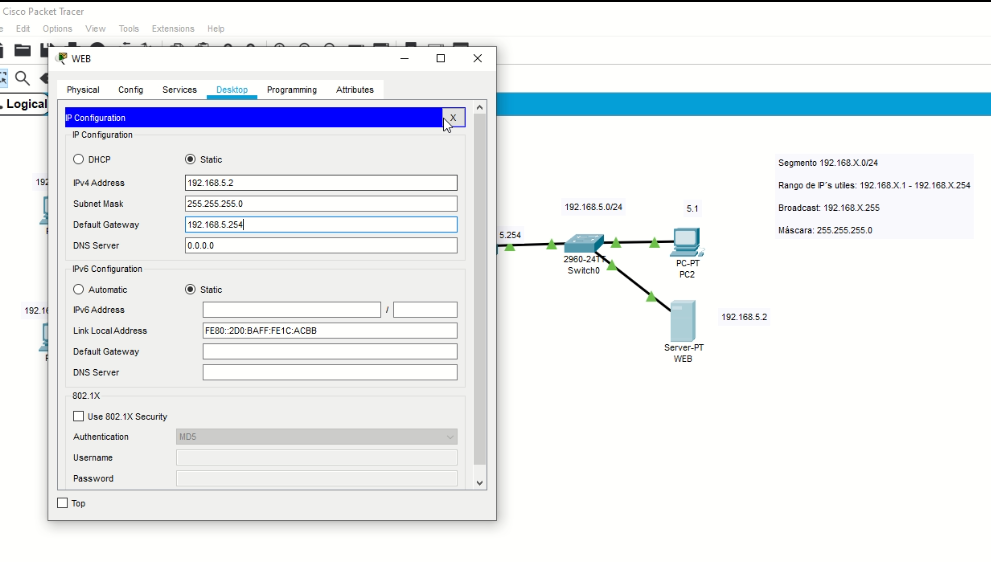 Cisco Packet Tracer
Edit Options View Tools Extensions Help
WEB
Physical Config Services Desktop Programming Attributes
Logical
IP Configuration X
IP Configuration
DHCP Static
IPv4 Address 192.168.5.2
Subnet Mask 255.255.255.0
Default Gateway 192.168.5.254
DNS Server 0.0.0.0
IPv6 Configuration
Automatic Static
IPv6 Address /
Link Local Address FE80::2D0:BAFF:FE1C:ACBB
Default Gateway
DNS Server
802.1X
Use 802.1X Security
Authentication MD5
Username
Password
Top
192
192.16
5.254
192.168.5.0/24
5.1
2960-24TT
Switch0
PC-PT
PC2
192.168.5.2
Server-PT
WEB
Segmento 192.168.X.0/24
Rango de IP´s utiles: 192.168.X.1 - 192.168.X.254
Broadcast: 192.168.X.255
Máscara: 255.255.255.0